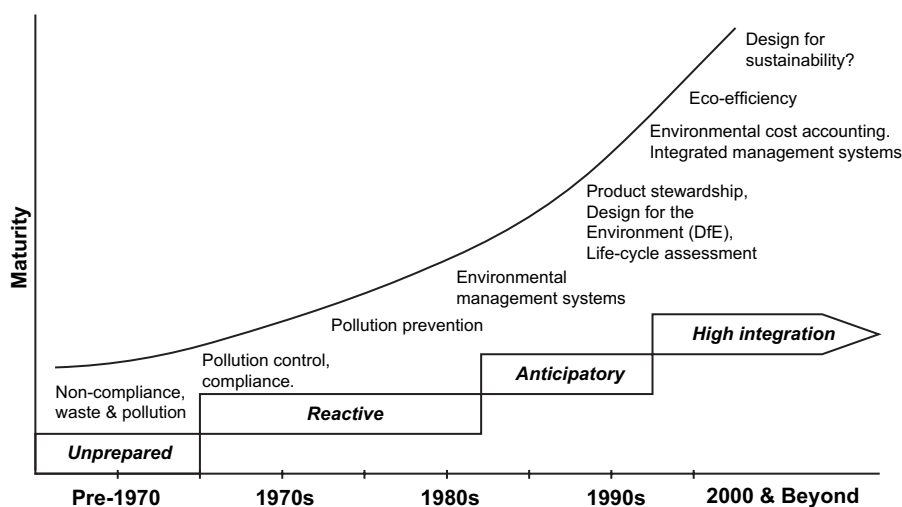 Design for
sustainability?
Eco-efficiency
Environmental cost accounting.
Integrated management systems
Product stewardship,
Design for the
Environment (DfE),
Life-cycle assessment
Maturity
Environmental
management systems
Pollution prevention
High integration
Pollution control,
compliance.
Anticipatory
Non-compliance,
waste & pollution
Reactive
Unprepared
Pre-1970
1970s
1980s
1990s
2000 & Beyond